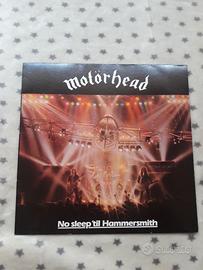 Motörhead
No sleep 'til Hammersmith
subito